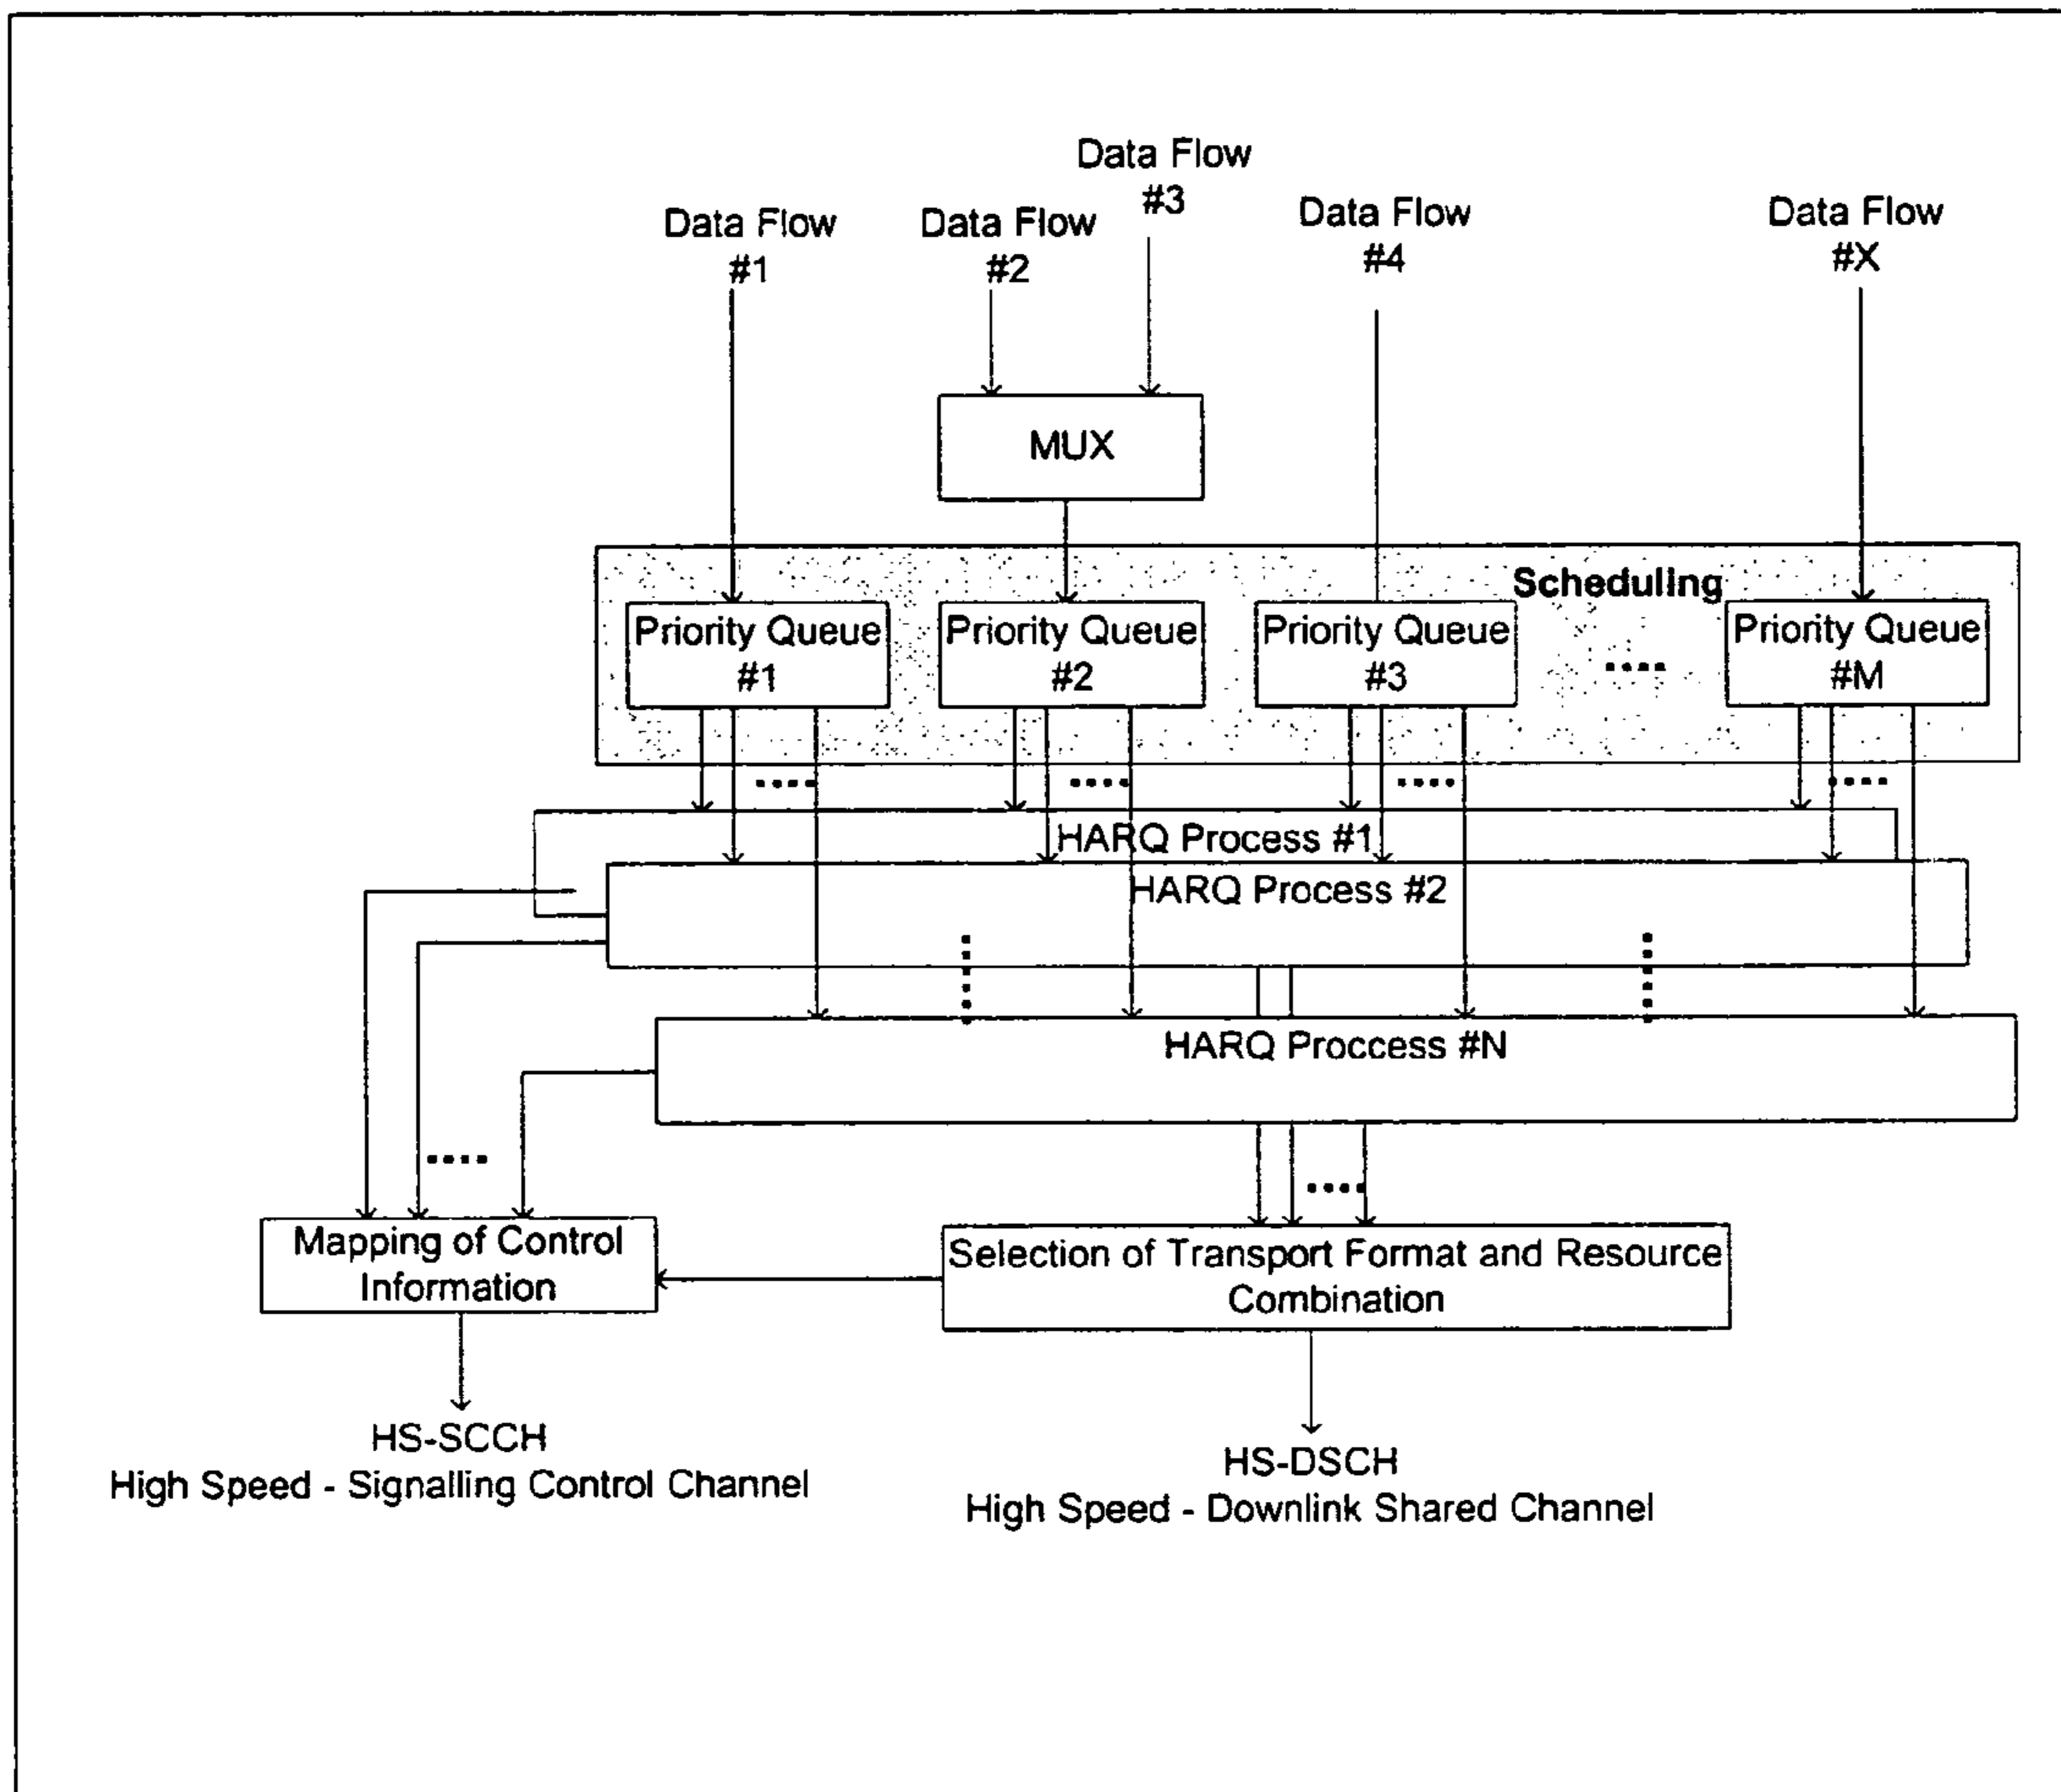 Data Flow
#3
Data Flow
#1
Data Flow
#2
Data Flow
#4
Data Flow
#X
MUX
Scheduling
Priority Queue
#1
Priority Queue
#2
Priority Queue
#3
Priority Queue
#M
HARQ Process #1
HARQ Process #2
HARQ Proccess #N
Mapping of Control
Information
Selection of Transport Format and Resource
Combination
HS-SCCH
High Speed - Signalling Control Channel
HS-DSCH
High Speed - Downlink Shared Channel